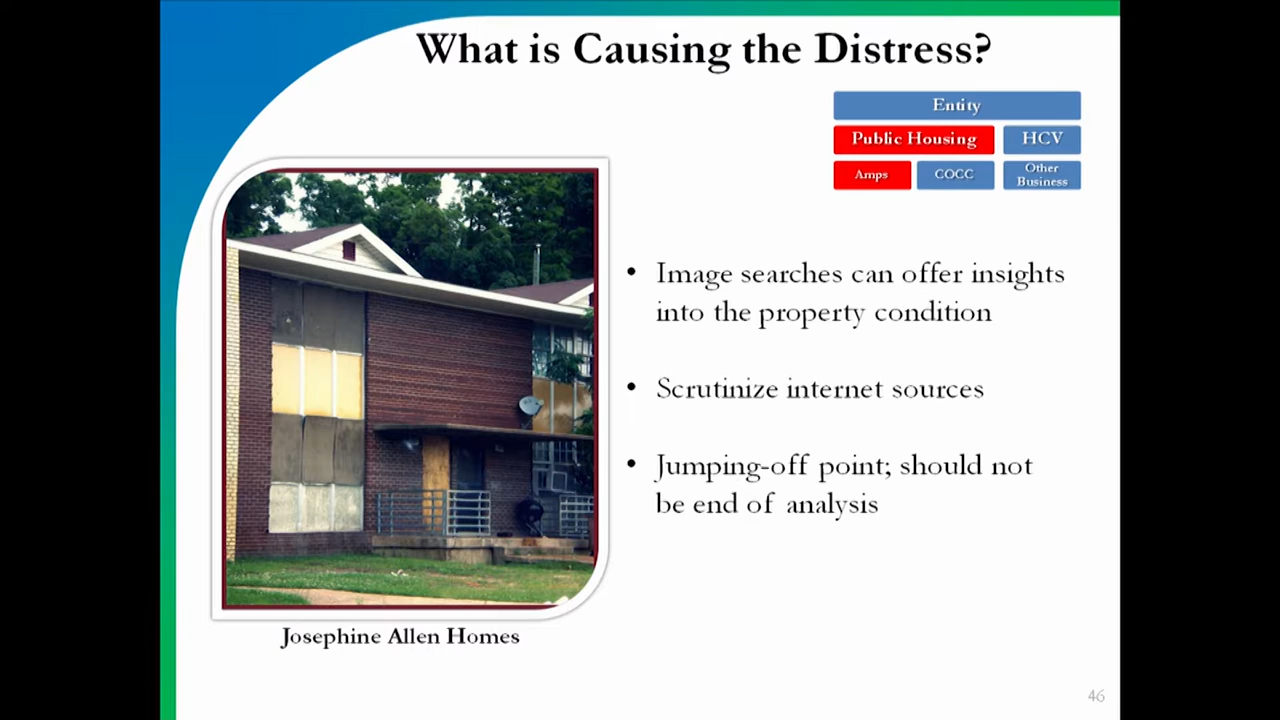 What is Causing the Distress?
Entity
Public Housing
HCV
Amps
COCC
Other
Business
• Image searches can offer insights
into the property condition
• Scrutinize internet sources
• Jumping-off point; should not
be end of analysis
Josephine Allen Homes
46